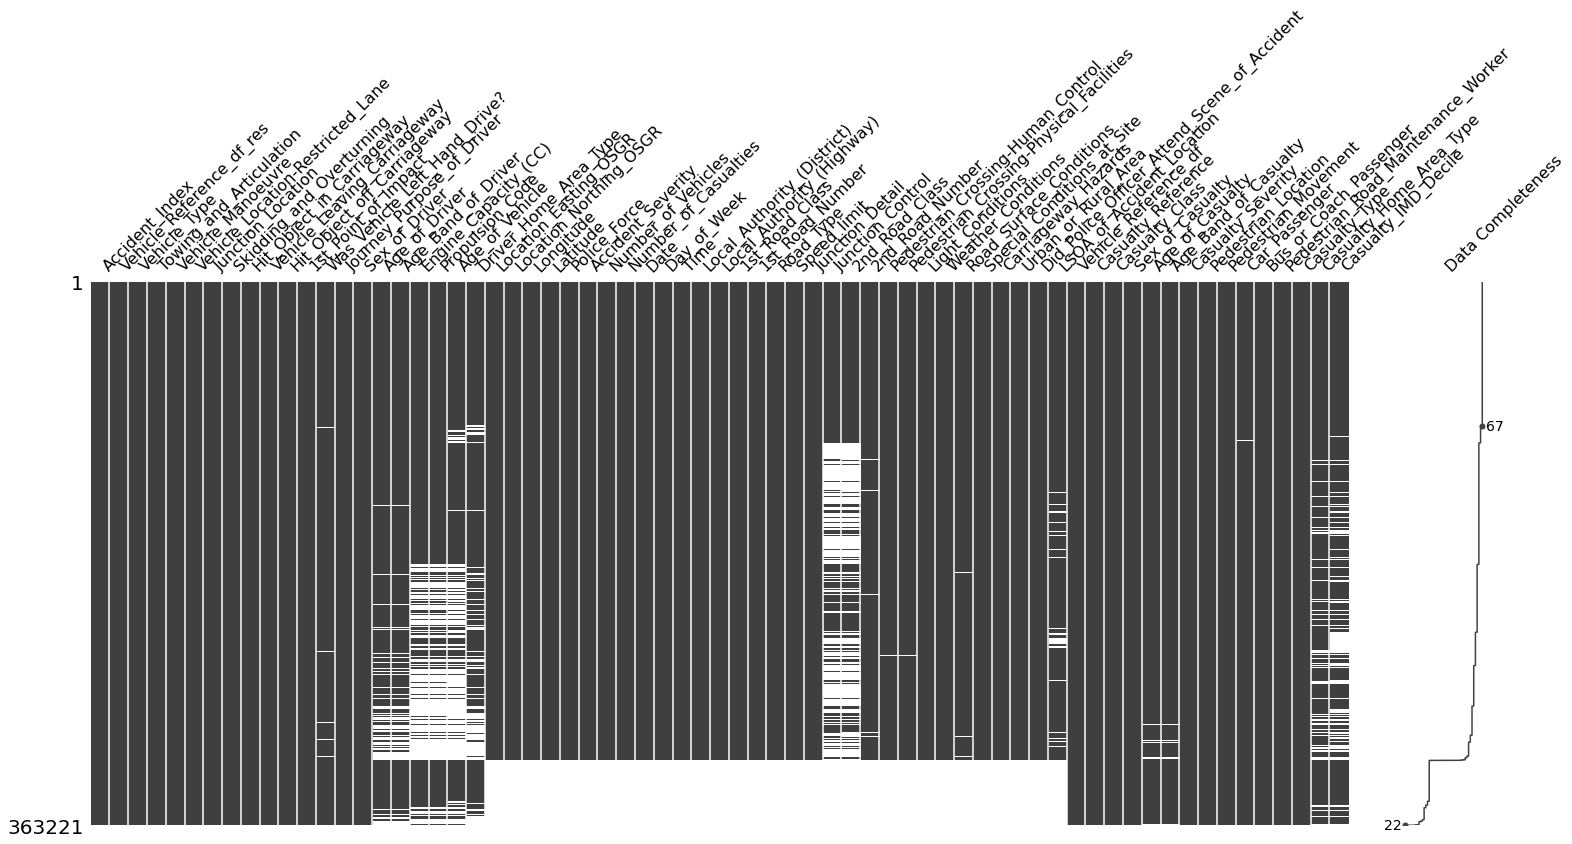 Accident_Index
Vehicle_Reference_df_res
Vehicle_Type
Towing_and_Articulation
Vehicle_Manoeuvre
Vehicle_Location-Restricted_Lane
Junction_Location
Skidding_and_Overturning
Hit_Object_in_Carriageway
Vehicle_Leaving_Carriageway
Hit_Object_off_Carriageway
1st_Point_of_Impact
Was_Vehicle_Left_Hand_Drive?
Journey_Purpose_of_Driver
Sex_of_Driver
Age_of_Driver
Age_Band_of_Driver
Engine_Capacity_(CC)
Propulsion_Code
Age_of_Vehicle
Driver_Home_Area_Type
Location_Easting_OSGR
Location_Northing_OSGR
Longitude
Latitude
Police_Force
Accident_Severity
Number_of_Vehicles
Number_of_Casualties
Date
Day_of_Week
Time
Local_Authority_(District)
Local_Authority_(Highway)
1st_Road_Class
1st_Road_Number
Road_Type
Speed_limit
Junction_Detail
Junction_Control
2nd_Road_Class
2nd_Road_Number
Pedestrian_Crossing-Human_Control
Pedestrian_Crossing-Physical_Facilities
Light_Conditions
Weather_Conditions
Road_Surface_Conditions
Special_Conditions_at_Site
Carriageway_Hazards
Urban_or_Rural_Area
Did_Police_Officer_Attend_Scene_of_Accident
LSOA_of_Accident_Location
Casualty_Reference
Casualty_Class
Sex_of_Casualty
Age_of_Casualty
Age_Band_of_Casualty
Casualty_Severity
Pedestrian_Location
Pedestrian_Movement
Car_Passenger
Bus_or_Coach_Passenger
Pedestrian_Road_Maintenance_Worker
Casualty_Type
Casualty_Home_Area_Type
Casualty_IMD_Decile
Data Completeness
1
67
363221
22